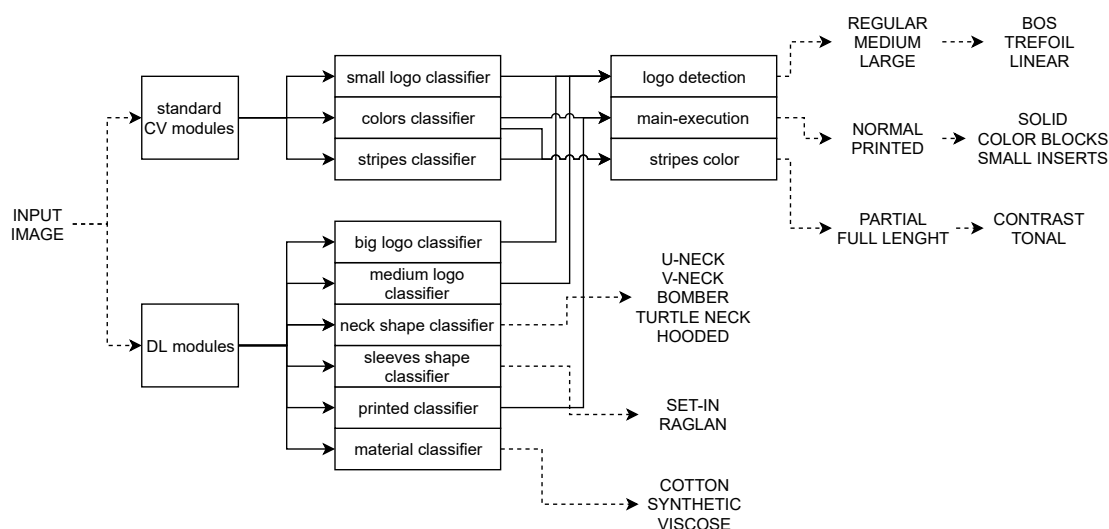 INPUT
IMAGE
standard
CV modules
DL modules
small logo classifier
colors classifier
stripes classifier
big logo classifier
medium logo
classifier
neck shape classifier
sleeves shape
classifier
printed classifier
material classifier
logo detection
main-execution
stripes color
REGULAR
MEDIUM
LARGE
BOS
TREFOIL
LINEAR
NORMAL
PRINTED
SOLID
COLOR BLOCKS
SMALL INSERTS
PARTIAL
FULL LENGHT
CONTRAST
TONAL
U-NECK
V-NECK
BOMBER
TURTLE NECK
HOODED
SET-IN
RAGLAN
COTTON
SYNTHETIC
VISCOSE